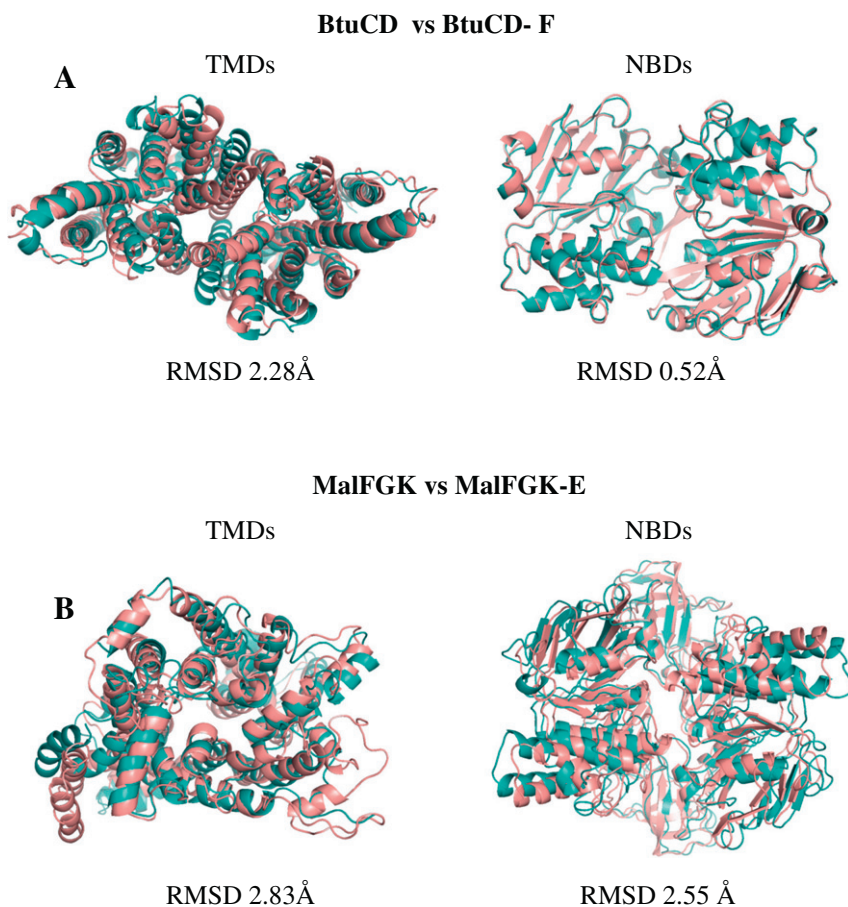 BtuCD vs BtuCD- F
TMDs NBDs
A
RMSD 2.28Å RMSD 0.52Å
MalFGK vs MalFGK-E
TMDs NBDs
B
RMSD 2.83Å RMSD 2.55 Å